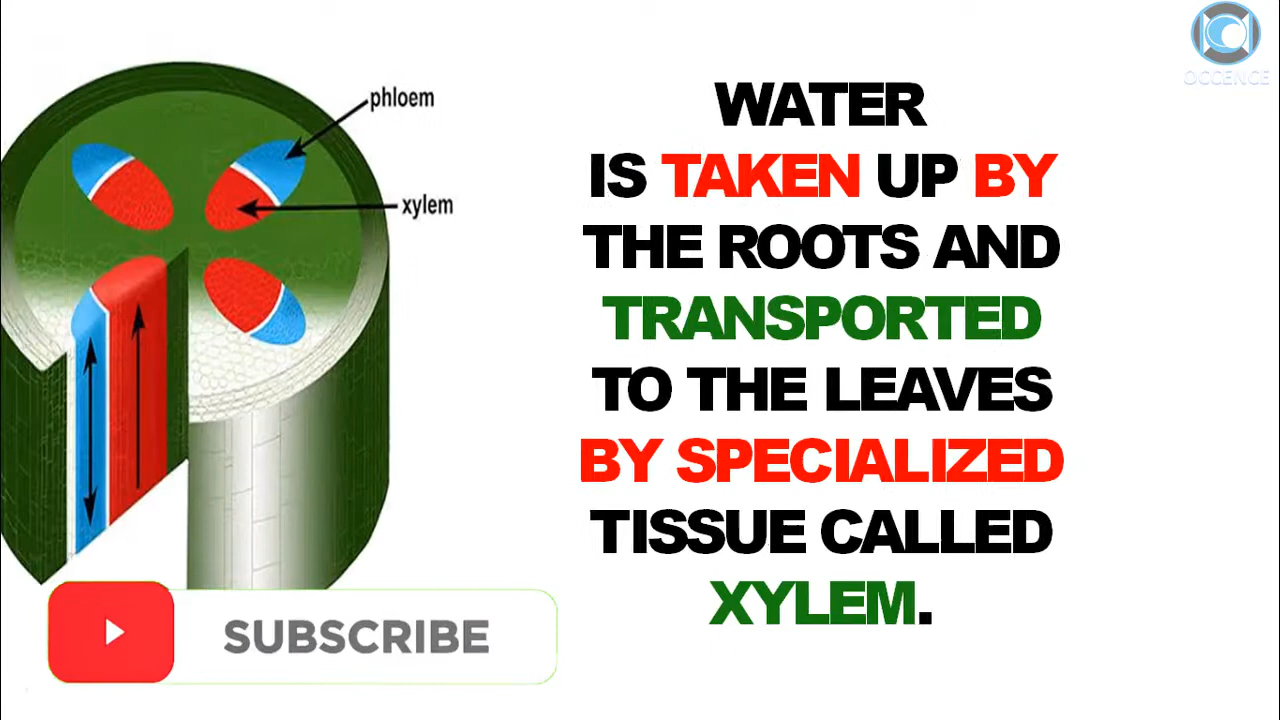 OCCENCE
phloem
xylem
WATER
IS TAKEN UP BY
THE ROOTS AND
TRANSPORTED
TO THE LEAVES
BY SPECIALIZED
TISSUE CALLED
XYLEM.
SUBSCRIBE